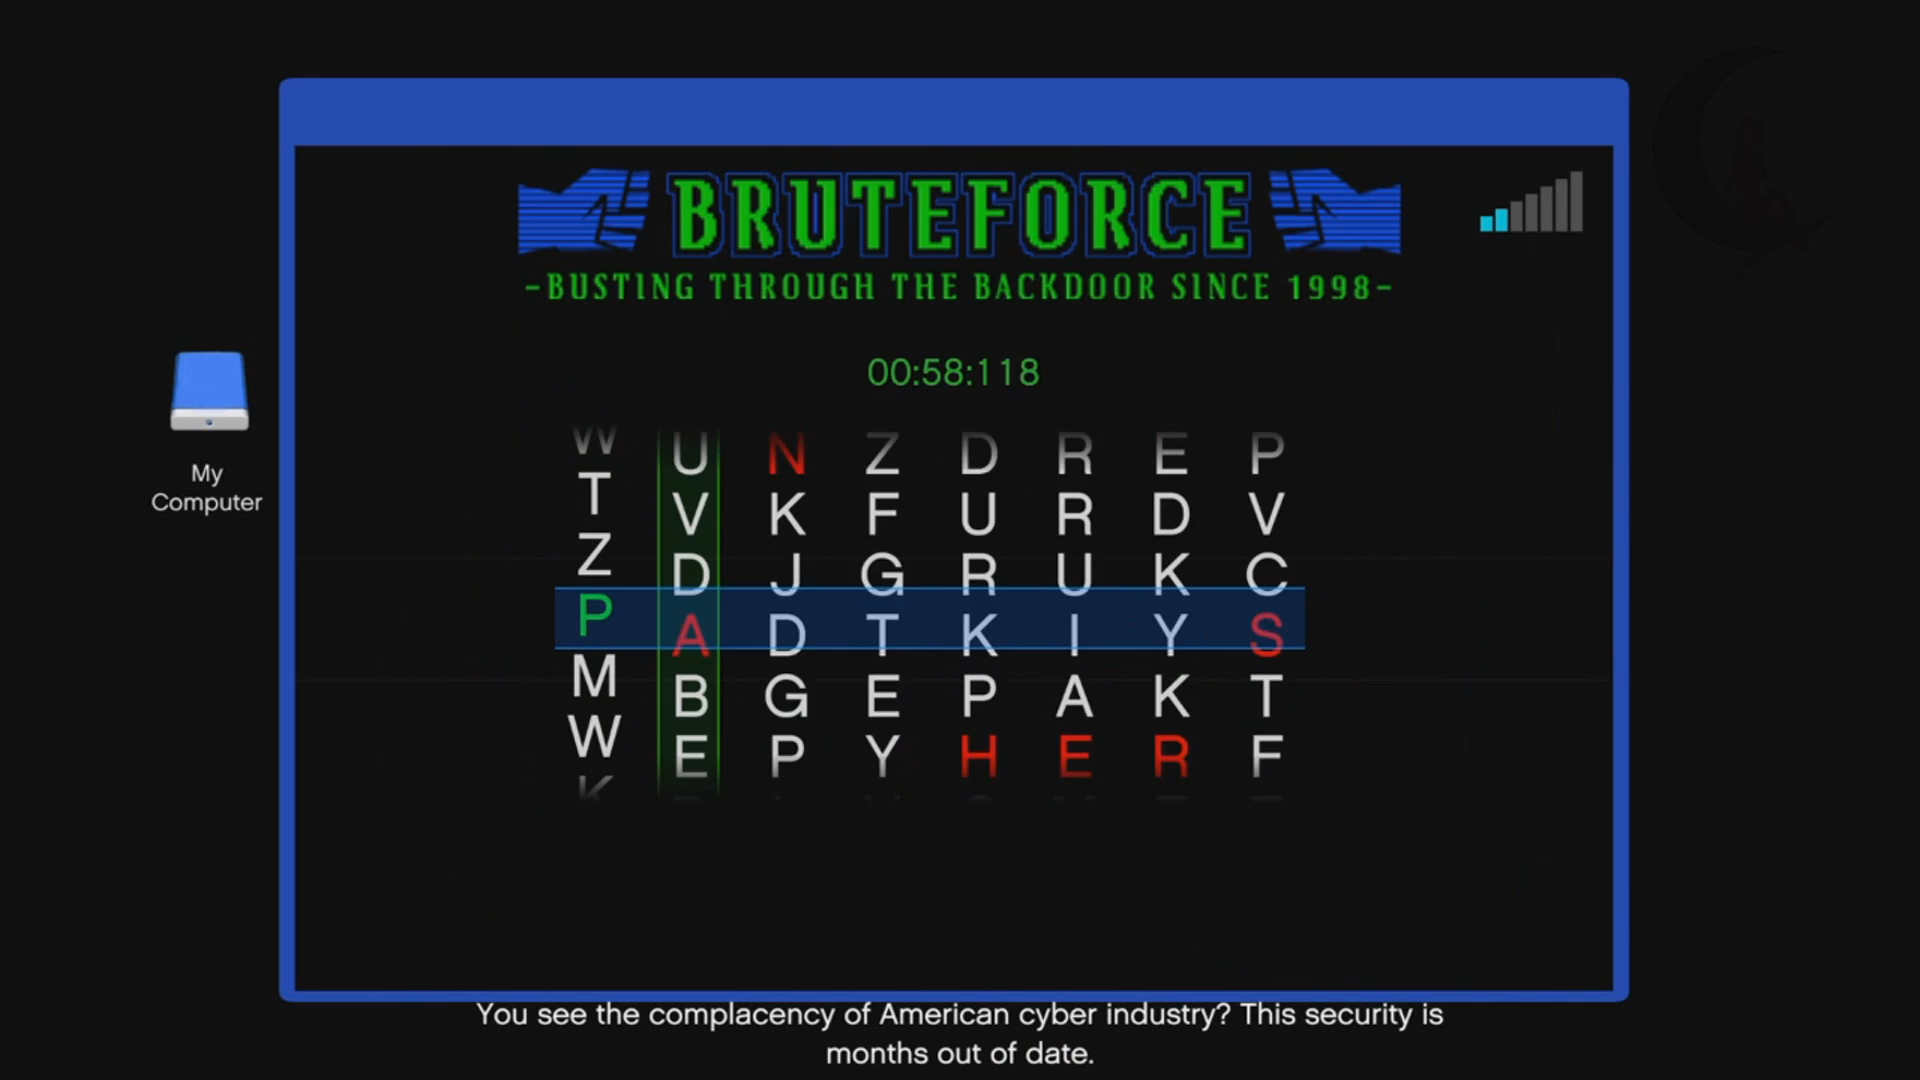 BRUTEFORCE
-BUSTING THROUGH THE BACKDOOR SINCE 1998-
00:58:118
W U N Z D R E P
T V K F U R D V
Z D J G R U K C
P A D T K I Y S
M B G E P A K T
W E P Y H E R F
K
My
Computer
You see the complacency of American cyber industry? This security is
months out of date.